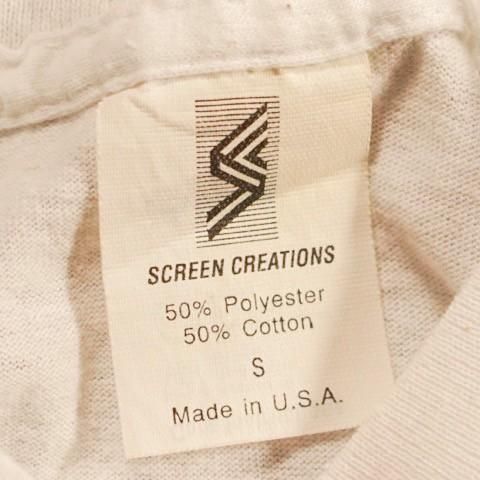 SCREEN CREATIONS
50% Polyester
50% Cotton
S
Made in U.S.A.